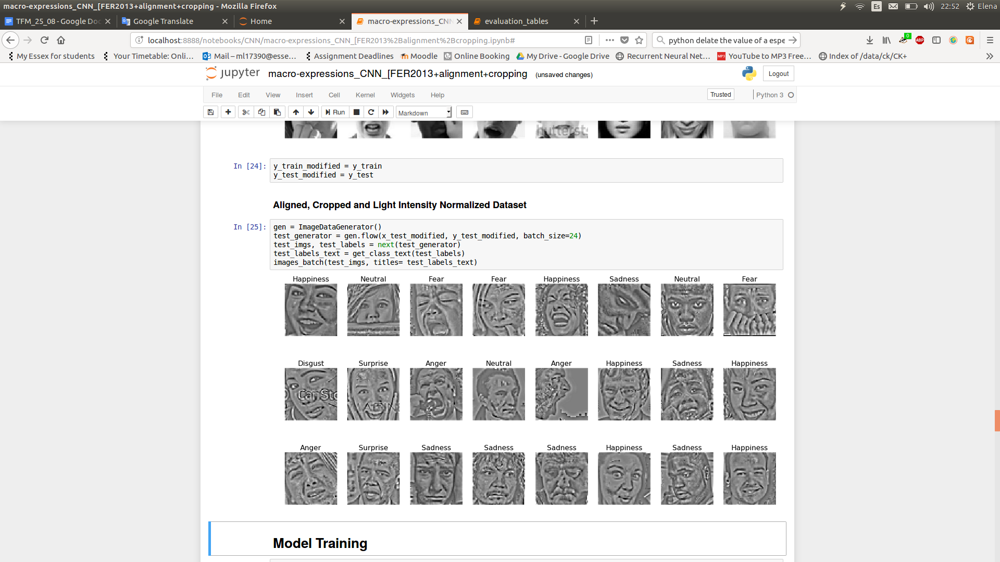 macro-expressions_CNN_[FER2013+alignment+cropping - Mozilla Firefox
Es 22:52 Elena
TFM_25_08 - Google Doc
Google Translate
Home
macro-expressions_CNN
evaluation_tables
localhost:8888/notebooks/CNN/macro-expressions_CNN_[FER2013%2Balignment%2Bcropping.ipynb#
python delate the value of a espe
0
ABP
My Essex for students
Your Timetable: Onli…
Mail – ml17390@esse…
Assignment Deadlines
Moodle
Online Booking
My Drive - Google Drive
Recurrent Neural Net…
MP3
YouTube to MP3 Free…
Index of /data/ck/CK+
jupyter macro-expressions_CNN_[FER2013+alignment+cropping (unsaved changes)
Logout
File Edit View Insert Cell Kernel Widgets Help
Trusted
Python 3
Run
Markdown
In [24]:
y_train_modified = y_train
y_test_modified = y_test
Aligned, Cropped and Light Intensity Normalized Dataset
In [25]:
gen = ImageDataGenerator()
test_generator = gen.flow(x_test_modified, y_test_modified, batch_size=24)
test_imgs, test_labels = next(test_generator)
test_labels_text = get_class_text(test_labels)
images_batch(test_imgs, titles= test_labels_text)
Happiness Neutral Fear Fear Happiness Sadness Neutral Fear
Disgust Surprise Anger Neutral Anger Happiness Sadness Happiness
Anger Surprise Sadness Sadness Sadness Happiness Sadness Happiness
Model Training